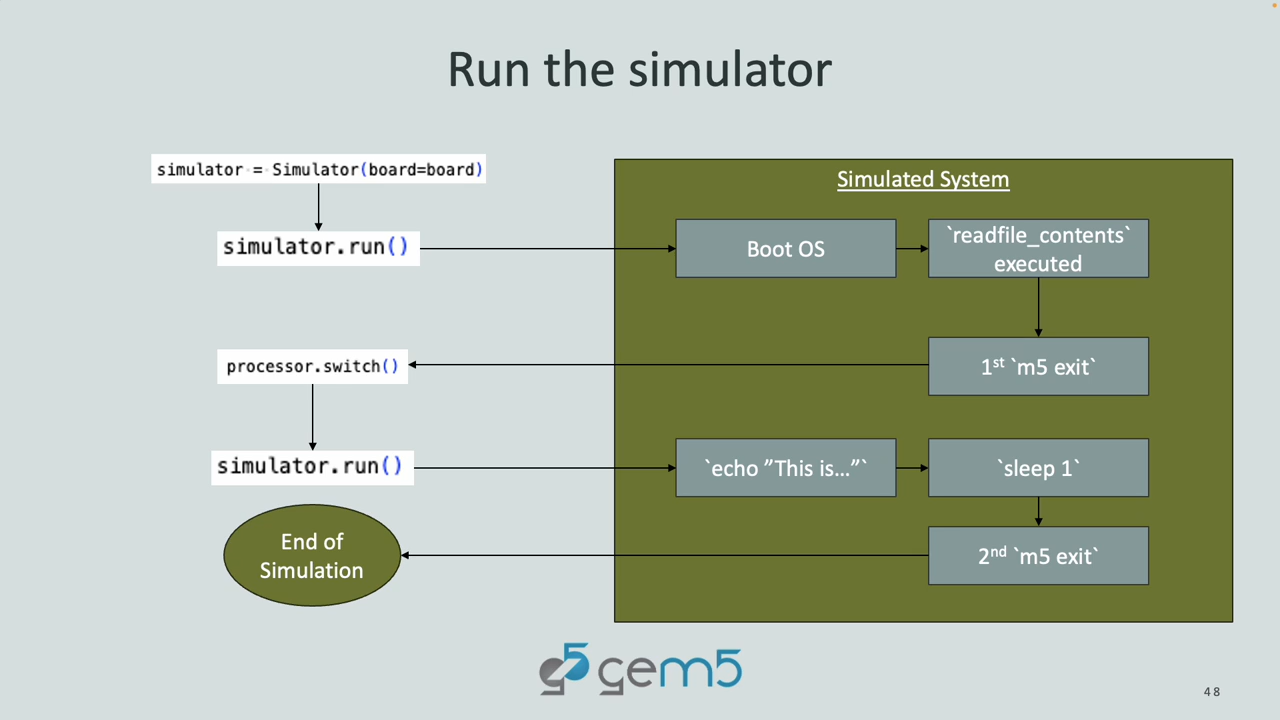 Run the simulator
simulator = Simulator(board=board)
simulator.run()
processor.switch()
simulator.run()
End of
Simulation
Simulated System
Boot OS
`readfile_contents`
executed
1st `m5 exit`
`echo ”This is…”`
`sleep 1`
2nd `m5 exit`
g5 gem5
48